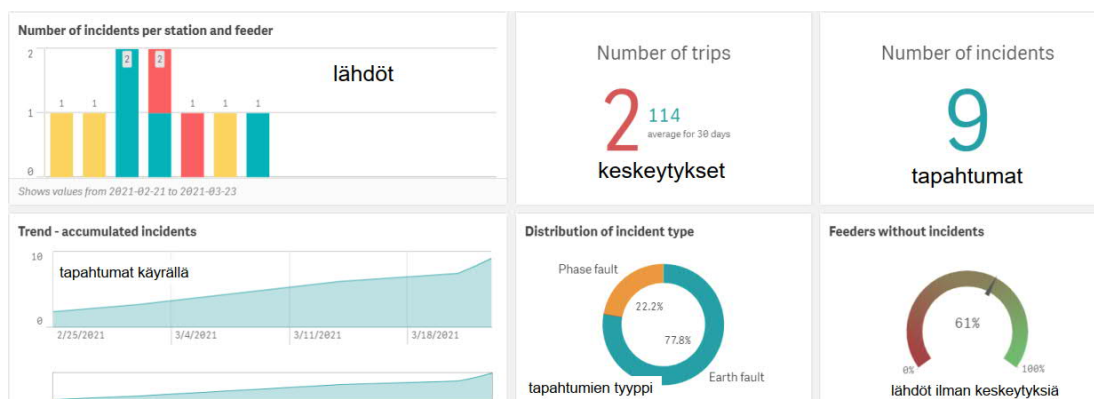 Number of incidents per station and feeder
2
1
0
1
1
2
2
1
1
1
lähdöt
Shows values from 2021-02-21 to 2021-03-23
Number of trips
2
114
average for 30 days
keskeytykset
Number of incidents
9
tapahtumat
Trend - accumulated incidents
10
0
tapahtumat käyrällä
2/25/2021
3/4/2021
3/11/2021
3/18/2021
Distribution of incident type
Phase fault
22.2%
77.8%
Earth fault
tapahtumien tyyppi
Feeders without incidents
61%
0%
100%
lähdöt ilman keskeytyksiä